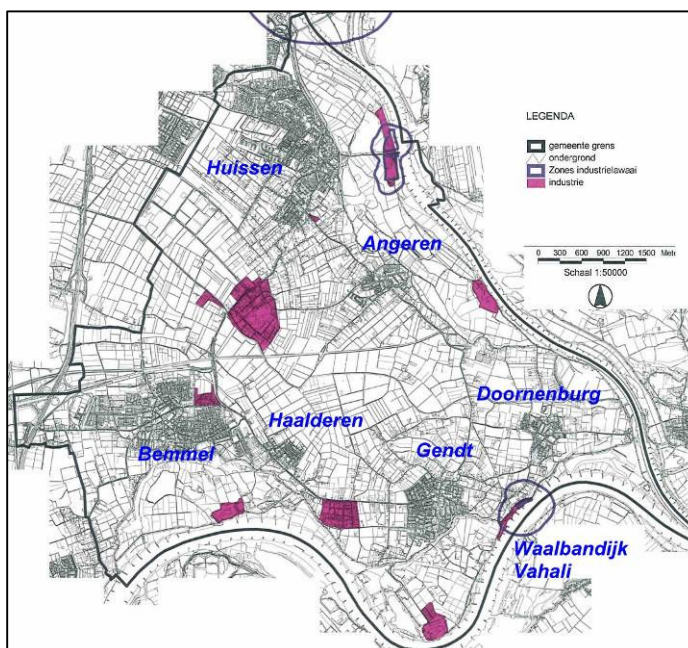 LEGENDA
gemeente grens
ondergrond
Zones industrielawaai
industrie
0 300 600 900 1200 1500 Mete
Schaal 1:50000
Huissen
Angeren
Doornenburg
Haalderen
Gendt
Bemmel
Waalbandijk
Vahali